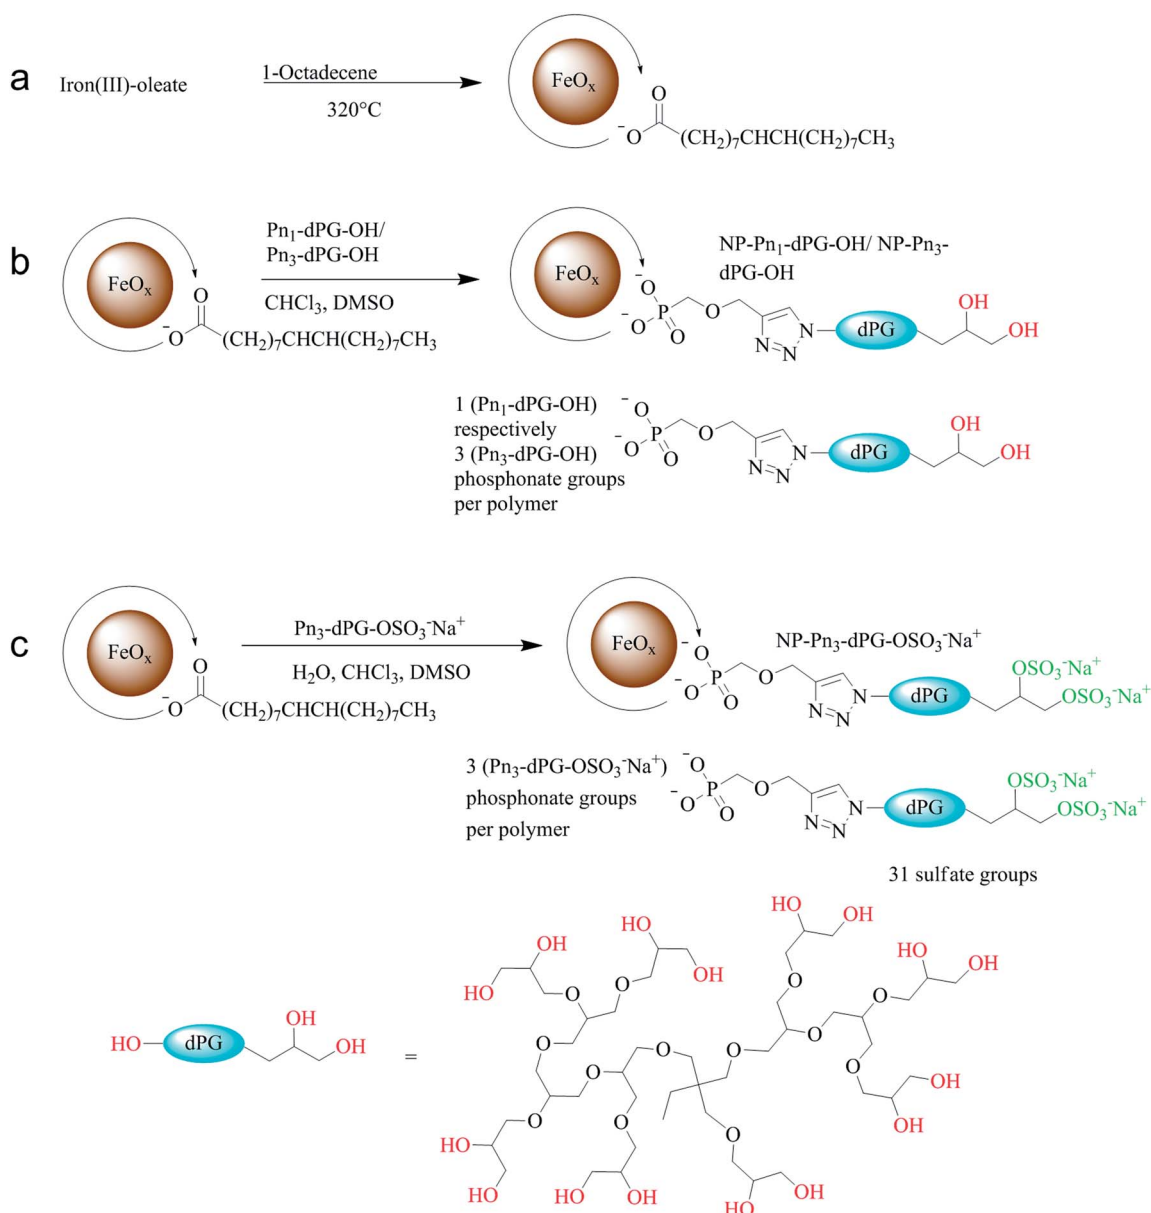 a
Iron(III)-oleate
1-Octadecene
320°C
FeOx
O
⁻O
(CH2)7CHCH(CH2)7CH3
b
FeOx
O
⁻O
(CH2)7CHCH(CH2)7CH3
Pn1-dPG-OH/
Pn3-dPG-OH
CHCl3, DMSO
FeOx
NP-Pn1-dPG-OH/ NP-Pn3-
dPG-OH
⁻O
⁻O
P
O
O
N
N
N
dPG
OH
OH
1 (Pn1-dPG-OH)
respectively
3 (Pn3-dPG-OH)
phosphonate groups
per polymer
⁻O
⁻O
P
O
O
N
N
N
dPG
OH
OH
c
FeOx
O
⁻O
(CH2)7CHCH(CH2)7CH3
Pn3-dPG-OSO3⁻Na⁺
H2O, CHCl3, DMSO
FeOx
NP-Pn3-dPG-OSO3⁻Na⁺
⁻O
⁻O
P
O
O
N
N
N
dPG
OSO3⁻Na⁺
OSO3⁻Na⁺
3 (Pn3-dPG-OSO3⁻Na⁺)
phosphonate groups
per polymer
⁻O
⁻O
P
O
O
N
N
N
dPG
OSO3⁻Na⁺
OSO3⁻Na⁺
31 sulfate groups
HO
dPG
OH
OH
=
HO
OH
HO
OH
HO
OH
HO
OH
HO
O
O
O
O
O
O
O
O
O
O
O
O
O
OH
OH
HO
HO
HO
OH
HO
OH